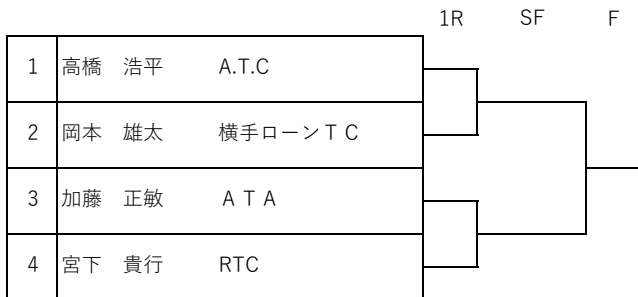 1R SF F
1 高橋 浩平 A.T.C
2 岡本 雄太 横手ローンＴＣ
3 加藤 正敏 ＡＴＡ
4 宮下 貴行 RTC